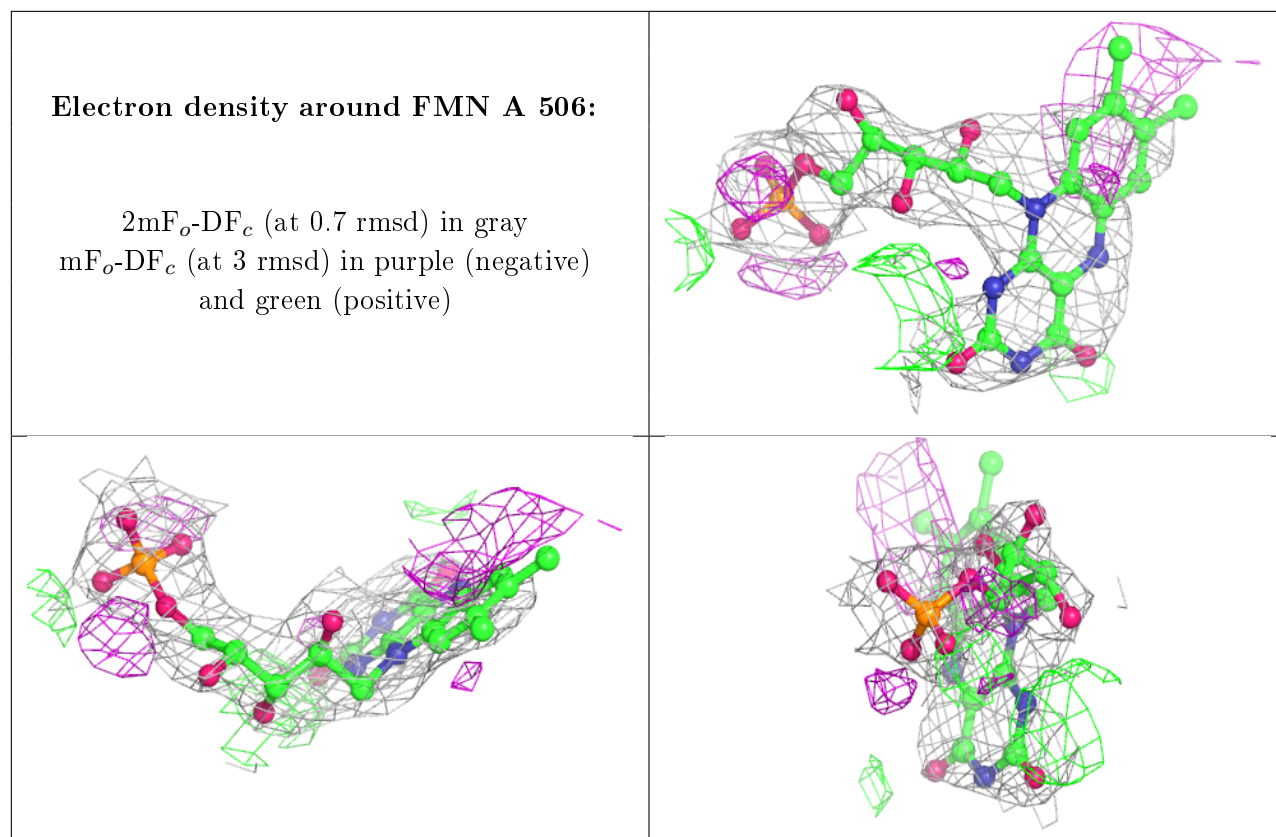 Electron density around FMN A 506:
2mFₒ-DF𝒸 (at 0.7 rmsd) in gray
mFₒ-DF𝒸 (at 3 rmsd) in purple (negative)
and green (positive)